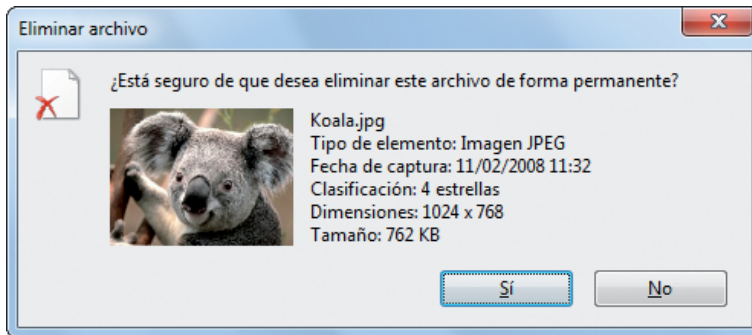 Eliminar archivo
¿Está seguro de que desea eliminar este archivo de forma permanente?
Koala.jpg
Tipo de elemento: Imagen JPEG
Fecha de captura: 11/02/2008 11:32
Clasificación: 4 estrellas
Dimensiones: 1024 x 768
Tamaño: 762 KB
Sí
No